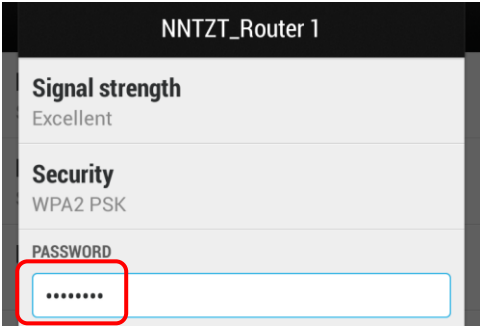 NNTZT_Router 1
Signal strength
Excellent
Security
WPA2 PSK
PASSWORD
••••••••